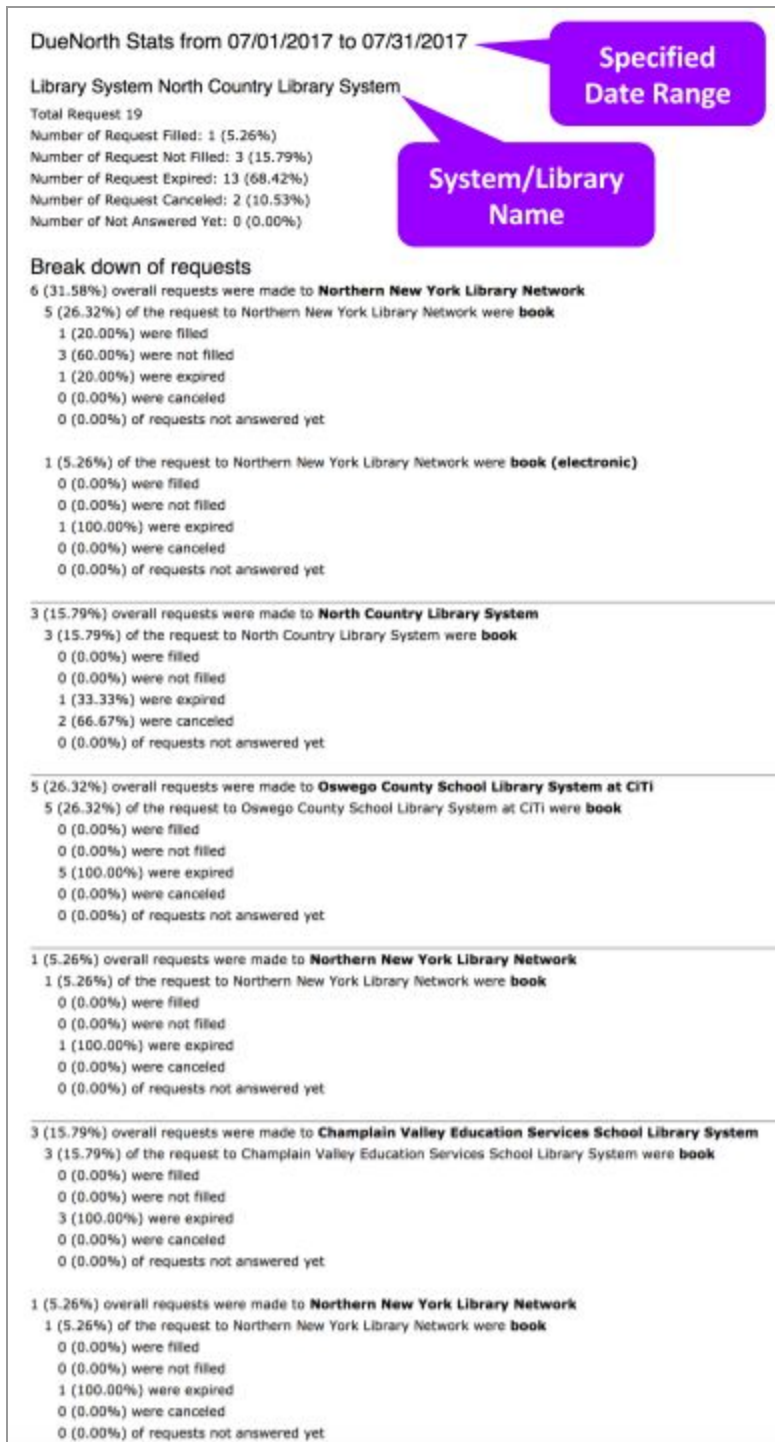 DueNorth Stats from 07/01/2017 to 07/31/2017
Specified
Date Range
Library System North Country Library System
System/Library
Name
Total Request 19
Number of Request Filled: 1 (5.26%)
Number of Request Not Filled: 3 (15.79%)
Number of Request Expired: 13 (68.42%)
Number of Request Canceled: 2 (10.53%)
Number of Not Answered Yet: 0 (0.00%)
Break down of requests
6 (31.58%) overall requests were made to Northern New York Library Network
5 (26.32%) of the request to Northern New York Library Network were book
1 (20.00%) were filled
3 (60.00%) were not filled
1 (20.00%) were expired
0 (0.00%) were canceled
0 (0.00%) of requests not answered yet
1 (5.26%) of the request to Northern New York Library Network were book (electronic)
0 (0.00%) were filled
0 (0.00%) were not filled
1 (100.00%) were expired
0 (0.00%) were canceled
0 (0.00%) of requests not answered yet
3 (15.79%) overall requests were made to North Country Library System
3 (15.79%) of the request to North Country Library System were book
0 (0.00%) were filled
0 (0.00%) were not filled
1 (33.33%) were expired
2 (66.67%) were canceled
0 (0.00%) of requests not answered yet
5 (26.32%) overall requests were made to Oswego County School Library System at CiTi
5 (26.32%) of the request to Oswego County School Library System at CiTi were book
0 (0.00%) were filled
0 (0.00%) were not filled
5 (100.00%) were expired
0 (0.00%) were canceled
0 (0.00%) of requests not answered yet
1 (5.26%) overall requests were made to Northern New York Library Network
1 (5.26%) of the request to Northern New York Library Network were book
0 (0.00%) were filled
0 (0.00%) were not filled
1 (100.00%) were expired
0 (0.00%) were canceled
0 (0.00%) of requests not answered yet
3 (15.79%) overall requests were made to Champlain Valley Education Services School Library System
3 (15.79%) of the request to Champlain Valley Education Services School Library System were book
0 (0.00%) were filled
0 (0.00%) were not filled
3 (100.00%) were expired
0 (0.00%) were canceled
0 (0.00%) of requests not answered yet
1 (5.26%) overall requests were made to Northern New York Library Network
1 (5.26%) of the request to Northern New York Library Network were book
0 (0.00%) were filled
0 (0.00%) were not filled
1 (100.00%) were expired
0 (0.00%) were canceled
0 (0.00%) of requests not answered yet